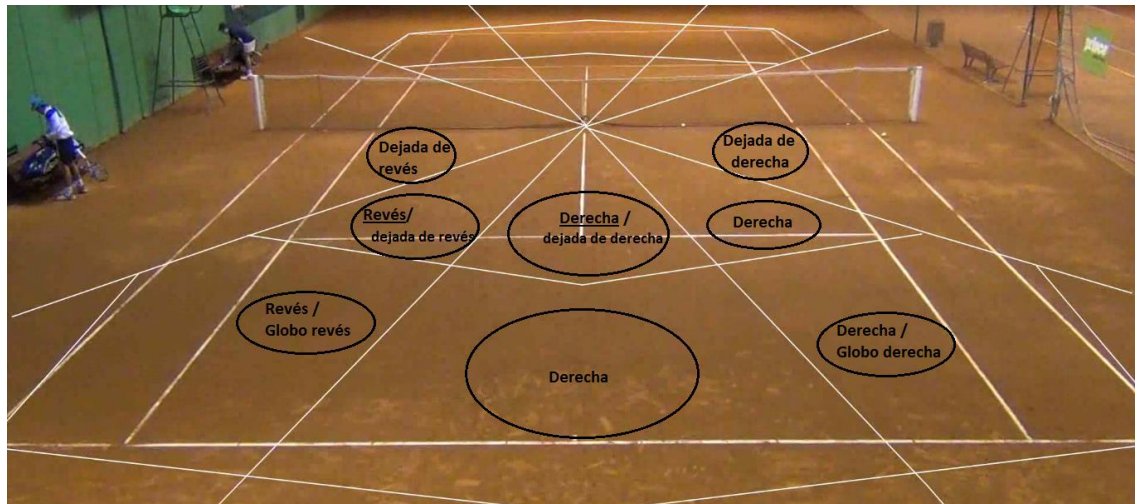 Dejada de
revés
Dejada de
derecha
Revés/
dejada de revés
Derecha /
dejada de derecha
Derecha
Revés /
Globo revés
Derecha
Derecha /
Globo derecha